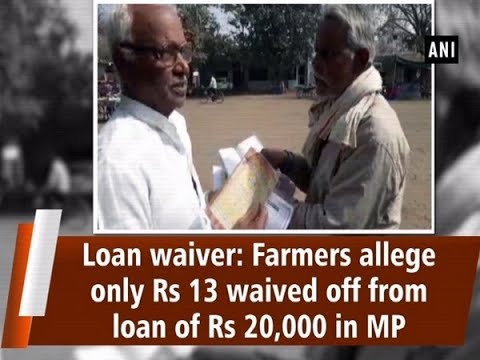 ANI
Loan waiver: Farmers allege
only Rs 13 waived off from
loan of Rs 20,000 in MP